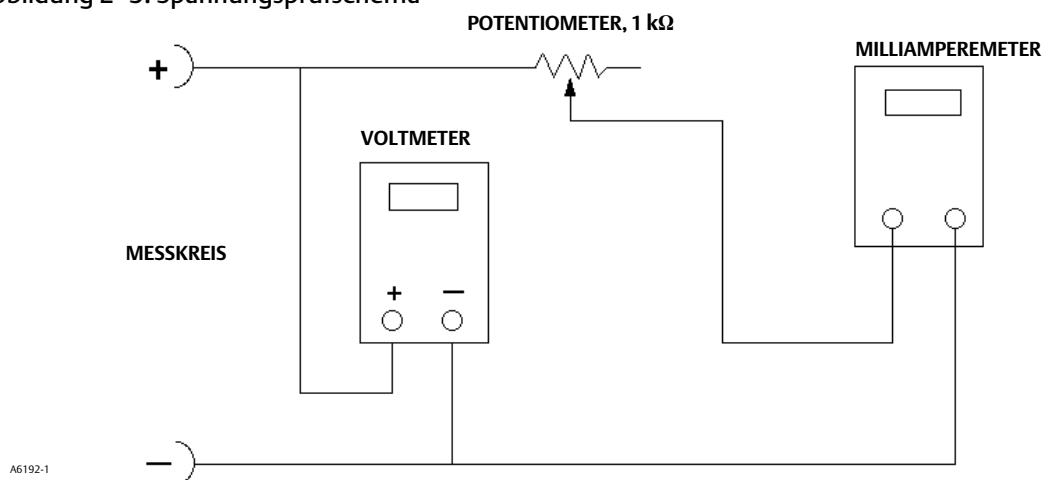 POTENTIOMETER, 1 kΩ
MILLIAMPEREMETER
+
VOLTMETER
MESSKREIS
+ —
—
A6192-1